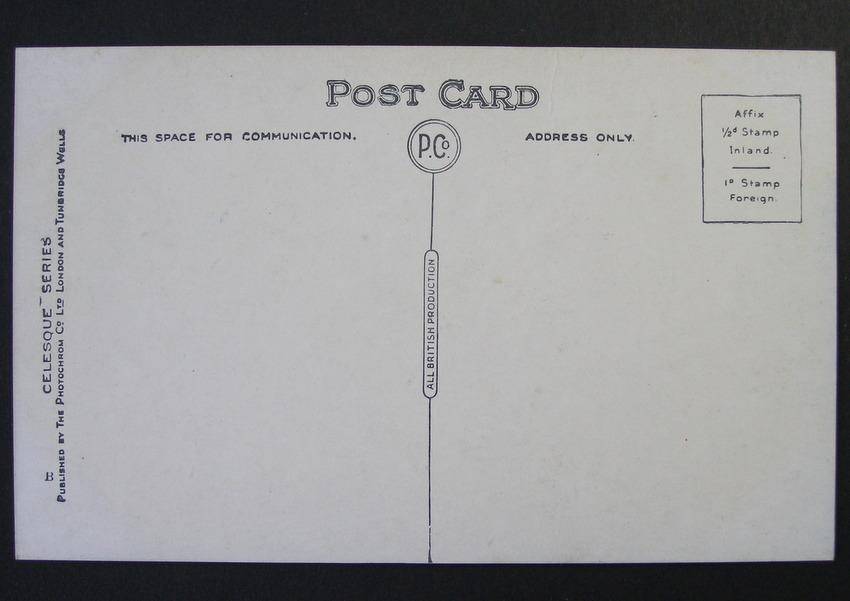 POST CARD
THIS SPACE FOR COMMUNICATION.
P.Co.
ADDRESS ONLY.
Affix
½d Stamp
Inland.
1D Stamp
Foreign.
ALL BRITISH PRODUCTION
"CELESQUE" SERIES
PUBLISHED BY THE PHOTOCHROM CO LTD LONDON AND TUNBRIDGE WELLS